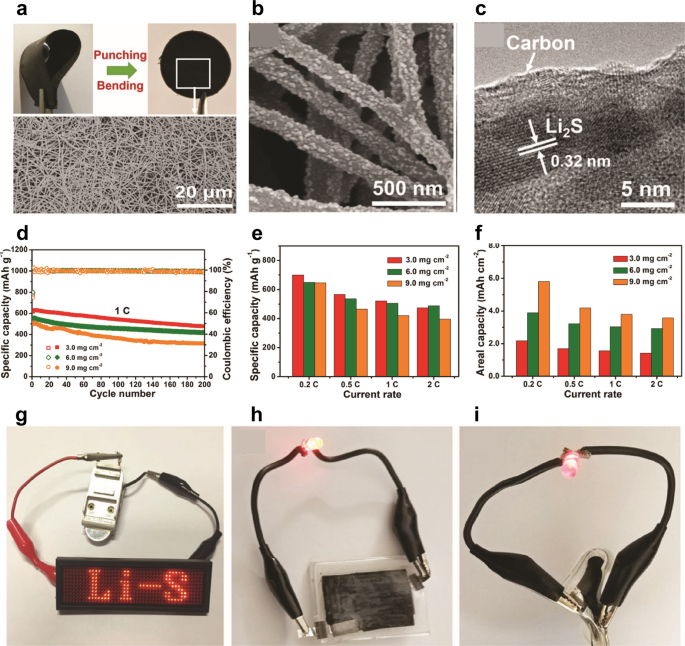 a
Punching
Bending
20 μm
b
500 nm
c
Carbon
Li2S
0.32 nm
5 nm
d
Specific capacity (mAh g-1)
1200
1000
800
600
400
200
0
1 C
3.0 mg cm-2
6.0 mg cm-2
9.0 mg cm-2
0 20 40 60 80 100 120 140 160 180 200
Cycle number
100
80
60
40
20
0
Coulombic efficiency (%)
e
Specific capacity (mAh g-1)
800
600
400
200
0
3.0 mg cm-2
6.0 mg cm-2
9.0 mg cm-2
0.2 C 0.5 C 1 C 2 C
Current rate
f
Areal capacity (mAh cm-2)
8.0
6.0
4.0
2.0
0.0
3.0 mg cm-2
6.0 mg cm-2
9.0 mg cm-2
0.2 C 0.5 C 1 C 2 C
Current rate
g
Li-S
h
i